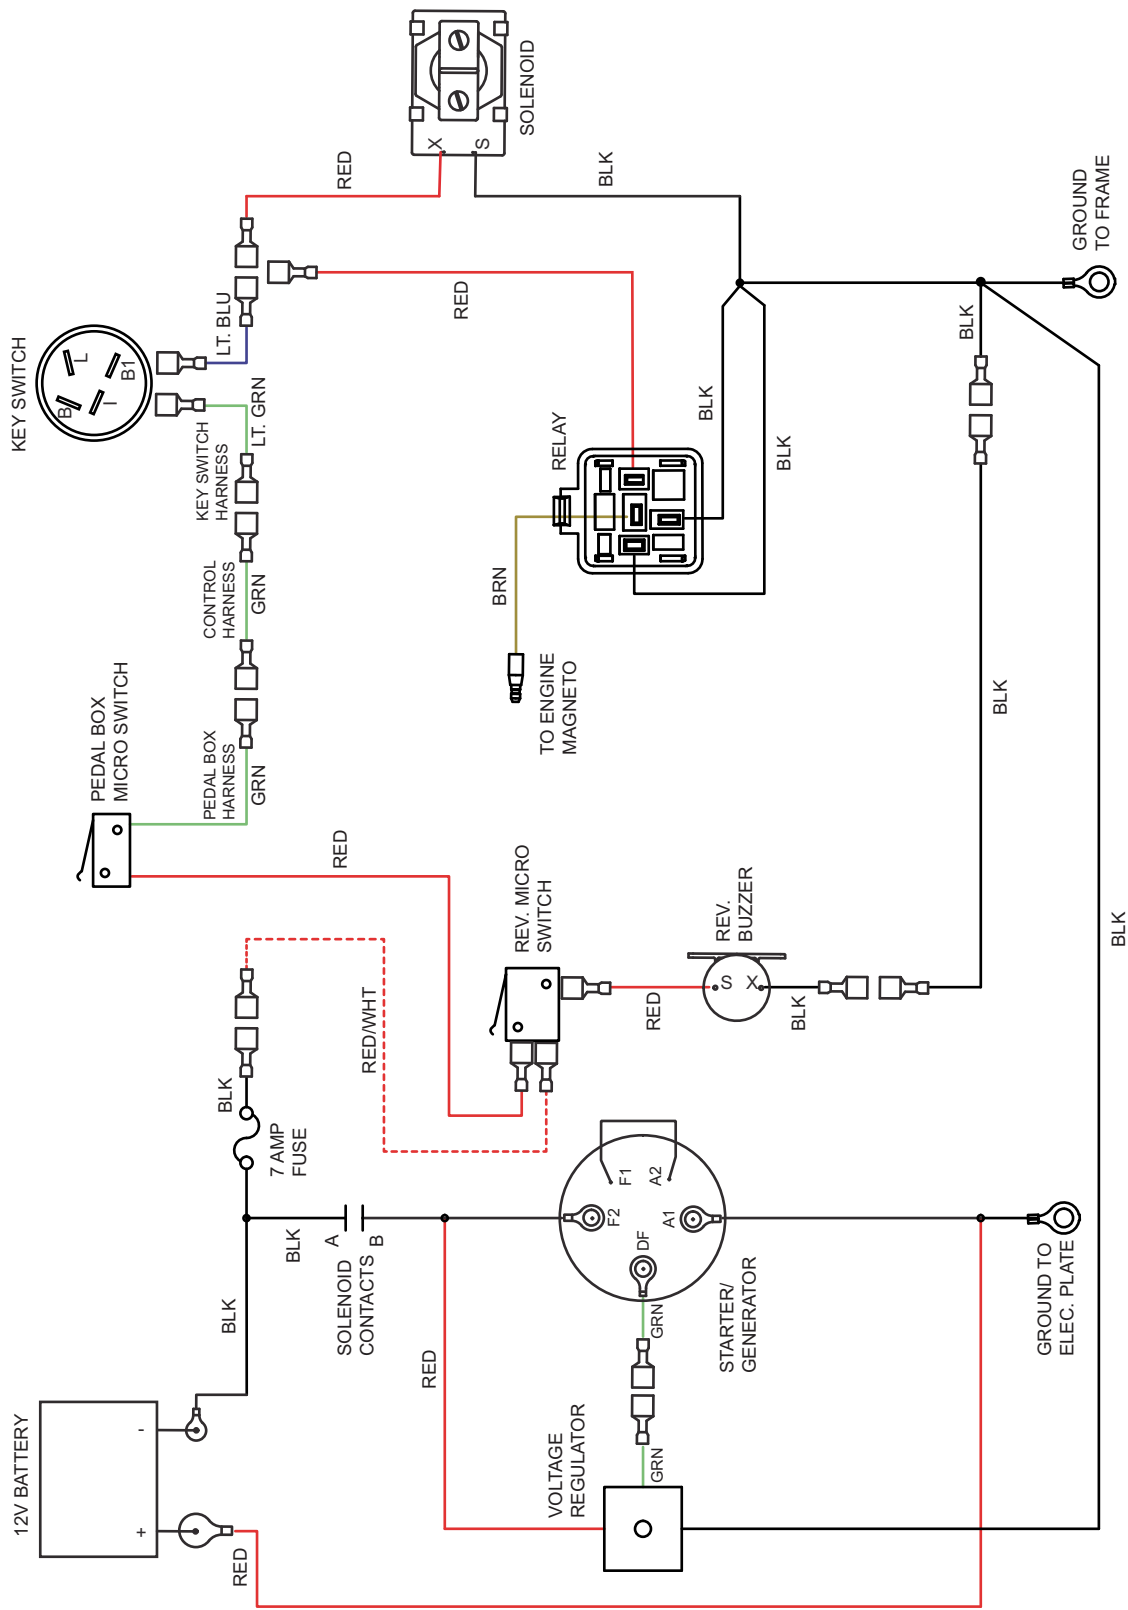 KEY SWITCH
B
L
I
B1
LT. BLU
LT. GRN
KEY SWITCH
HARNESS
CONTROL
HARNESS
GRN
PEDAL BOX
MICRO SWITCH
PEDAL BOX
HARNESS
GRN
RED
X
S
SOLENOID
BLK
RED
RELAY
BLK
BLK
BRN
TO ENGINE
MAGNETO
GROUND
TO FRAME
BLK
BLK
RED
REV. MICRO
SWITCH
RED
REV.
BUZZER
S
X
BLK
BLK
RED/WHT
BLK
7 AMP
FUSE
BLK
A
B
SOLENOID
CONTACTS
BLK
RED
F1
A2
F2
A1
DF
GRN
STARTER/
GENERATOR
GRN
VOLTAGE
REGULATOR
GROUND TO
ELEC. PLATE
12V BATTERY
-
+
RED